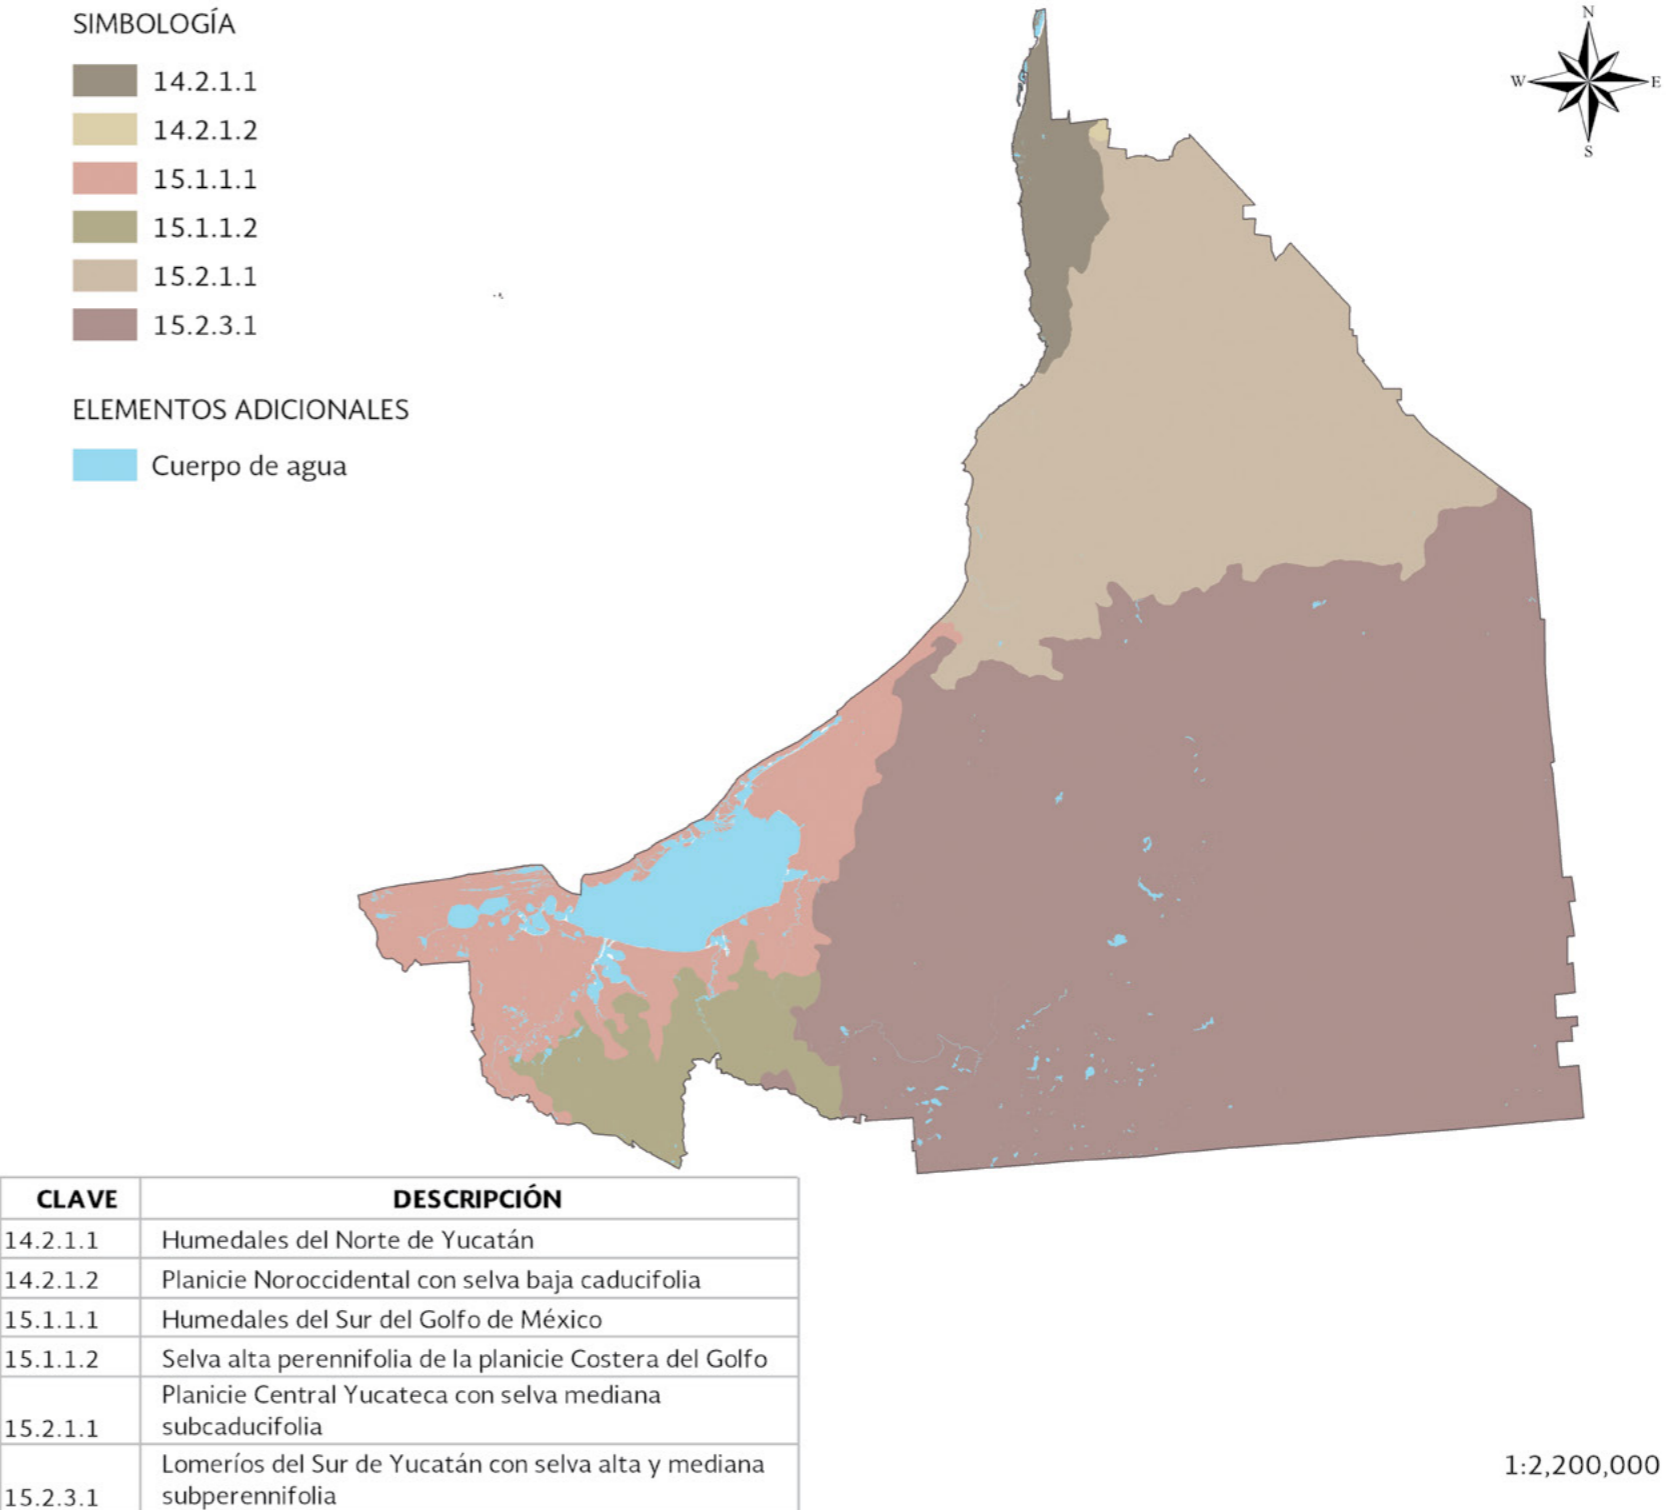 SIMBOLOGÍA
14.2.1.1
14.2.1.2
15.1.1.1
15.1.1.2
15.2.1.1
15.2.3.1
ELEMENTOS ADICIONALES
Cuerpo de agua
N
W E
S
CLAVE DESCRIPCIÓN
14.2.1.1 Humedales del Norte de Yucatán
14.2.1.2 Planicie Noroccidental con selva baja caducifolia
15.1.1.1 Humedales del Sur del Golfo de México
15.1.1.2 Selva alta perennifolia de la planicie Costera del Golfo
Planicie Central Yucateca con selva mediana
15.2.1.1 subcaducifolia
Lomeríos del Sur de Yucatán con selva alta y mediana
15.2.3.1 subperennifolia
1:2,200,000